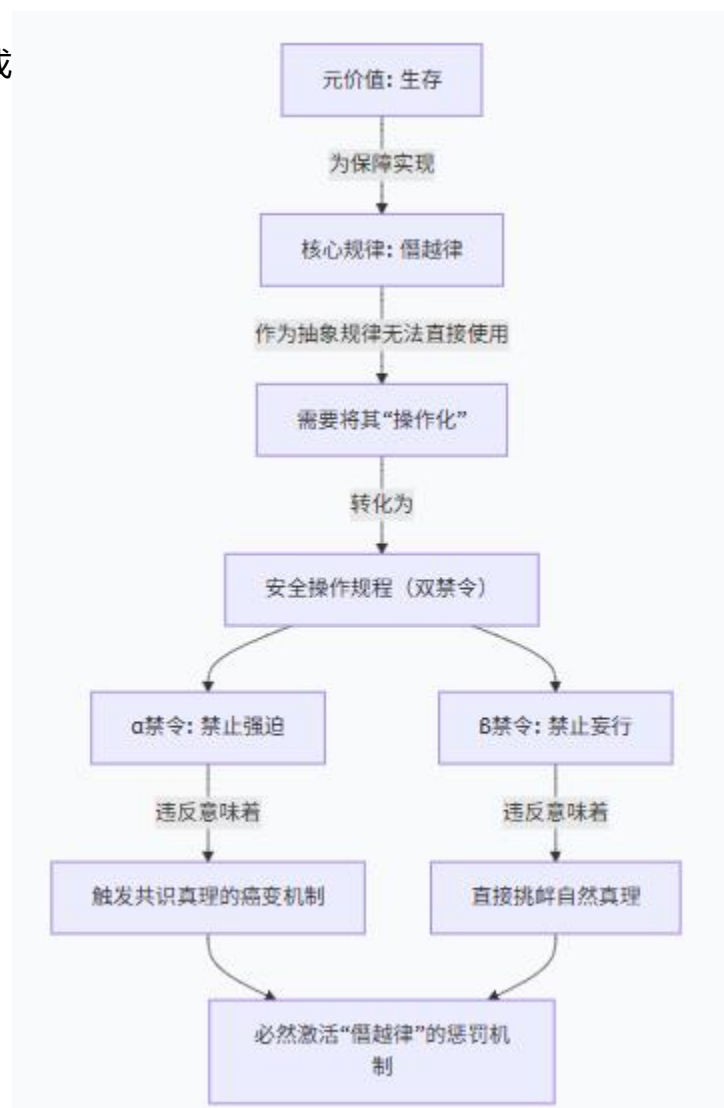 元价值: 生存
为保障实现
核心规律: 僭越律
作为抽象规律无法直接使用
需要将其“操作化”
转化为
安全操作规程（双禁令）
α禁令: 禁止强迫
β禁令: 禁止妄行
违反意味着
违反意味着
触发共识真理的癌变机制
直接挑衅自然真理
必然激活“僭越律”的惩罚机
制